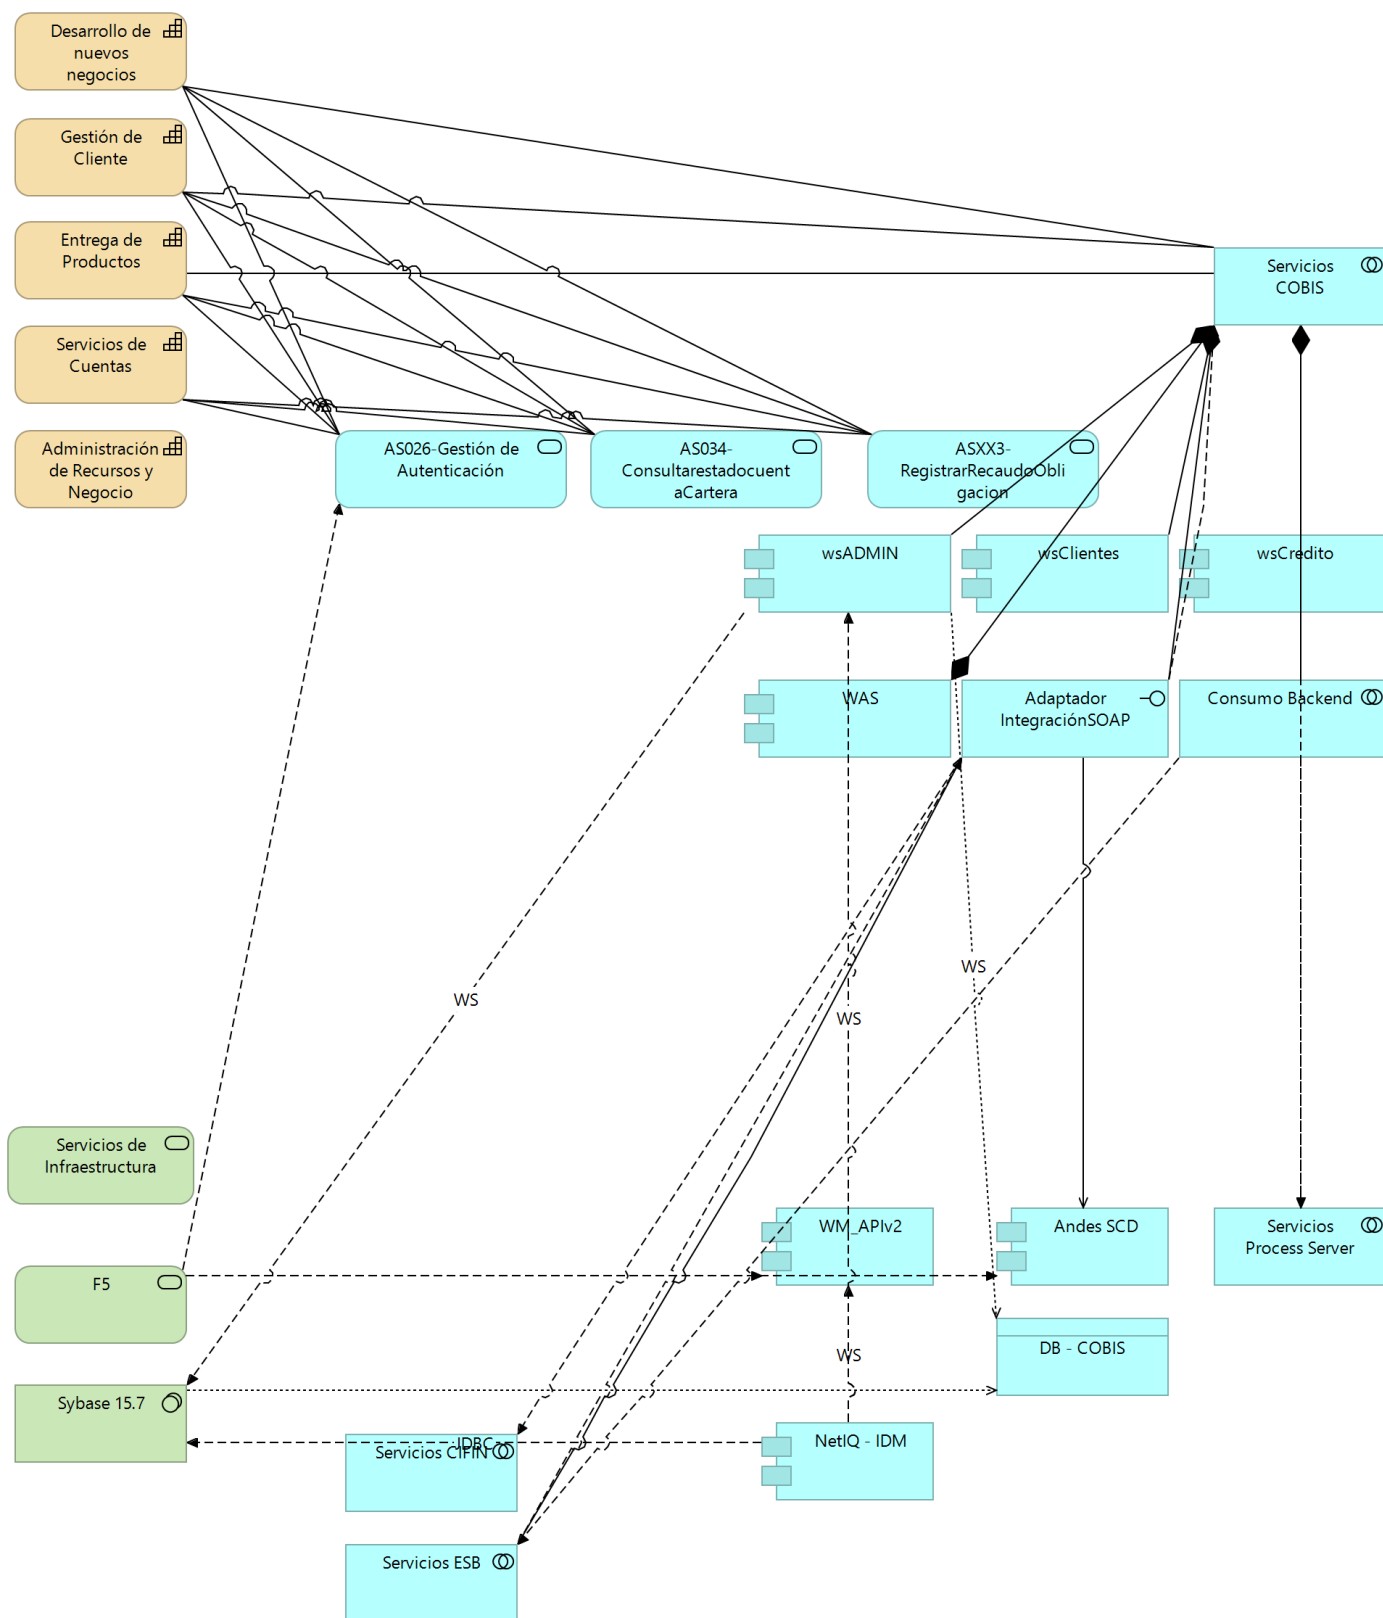 Desarrollo de
nuevos
negocios
Gestión de
Cliente
Entrega de
Productos
Servicios
COBIS
Servicios de
Cuentas
Administración
de Recursos y
Negocio
AS026-Gestión de
Autenticación
AS034-
Consultarestadocuent
aCartera
ASXX3-
RegistrarRecaudoObli
gacion
wsADMIN
wsClientes
wsCredito
WAS
Adaptador
IntegraciónSOAP
Consumo Backend
WS
WS
WS
Servicios de
Infraestructura
WM_APIv2
Andes SCD
Servicios
Process Server
F5
WS
DB - COBIS
Sybase 15.7
JDBC
Servicios CIFIN
NetIQ - IDM
Servicios ESB